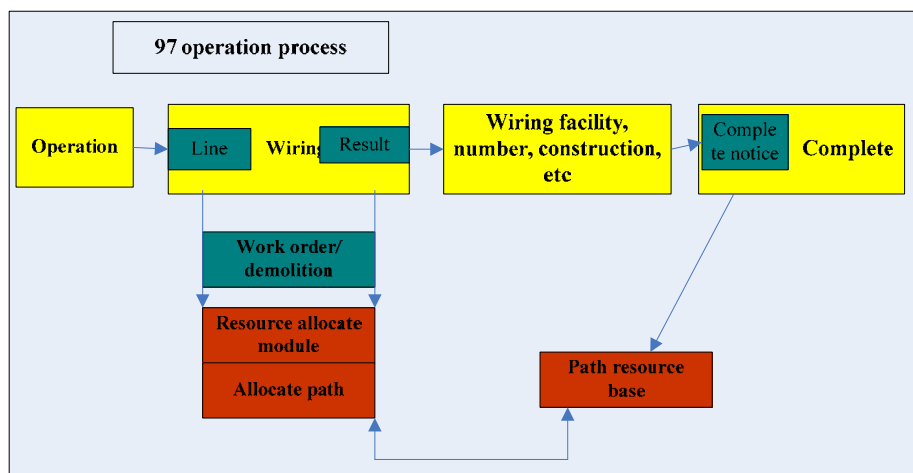 97 operation process
Operation
Line
Wiring
Result
Wiring facility,
number, construction,
etc
Comple
te notice
Complete
Work order/
demolition
Resource allocate
module
Allocate path
Path resource
base